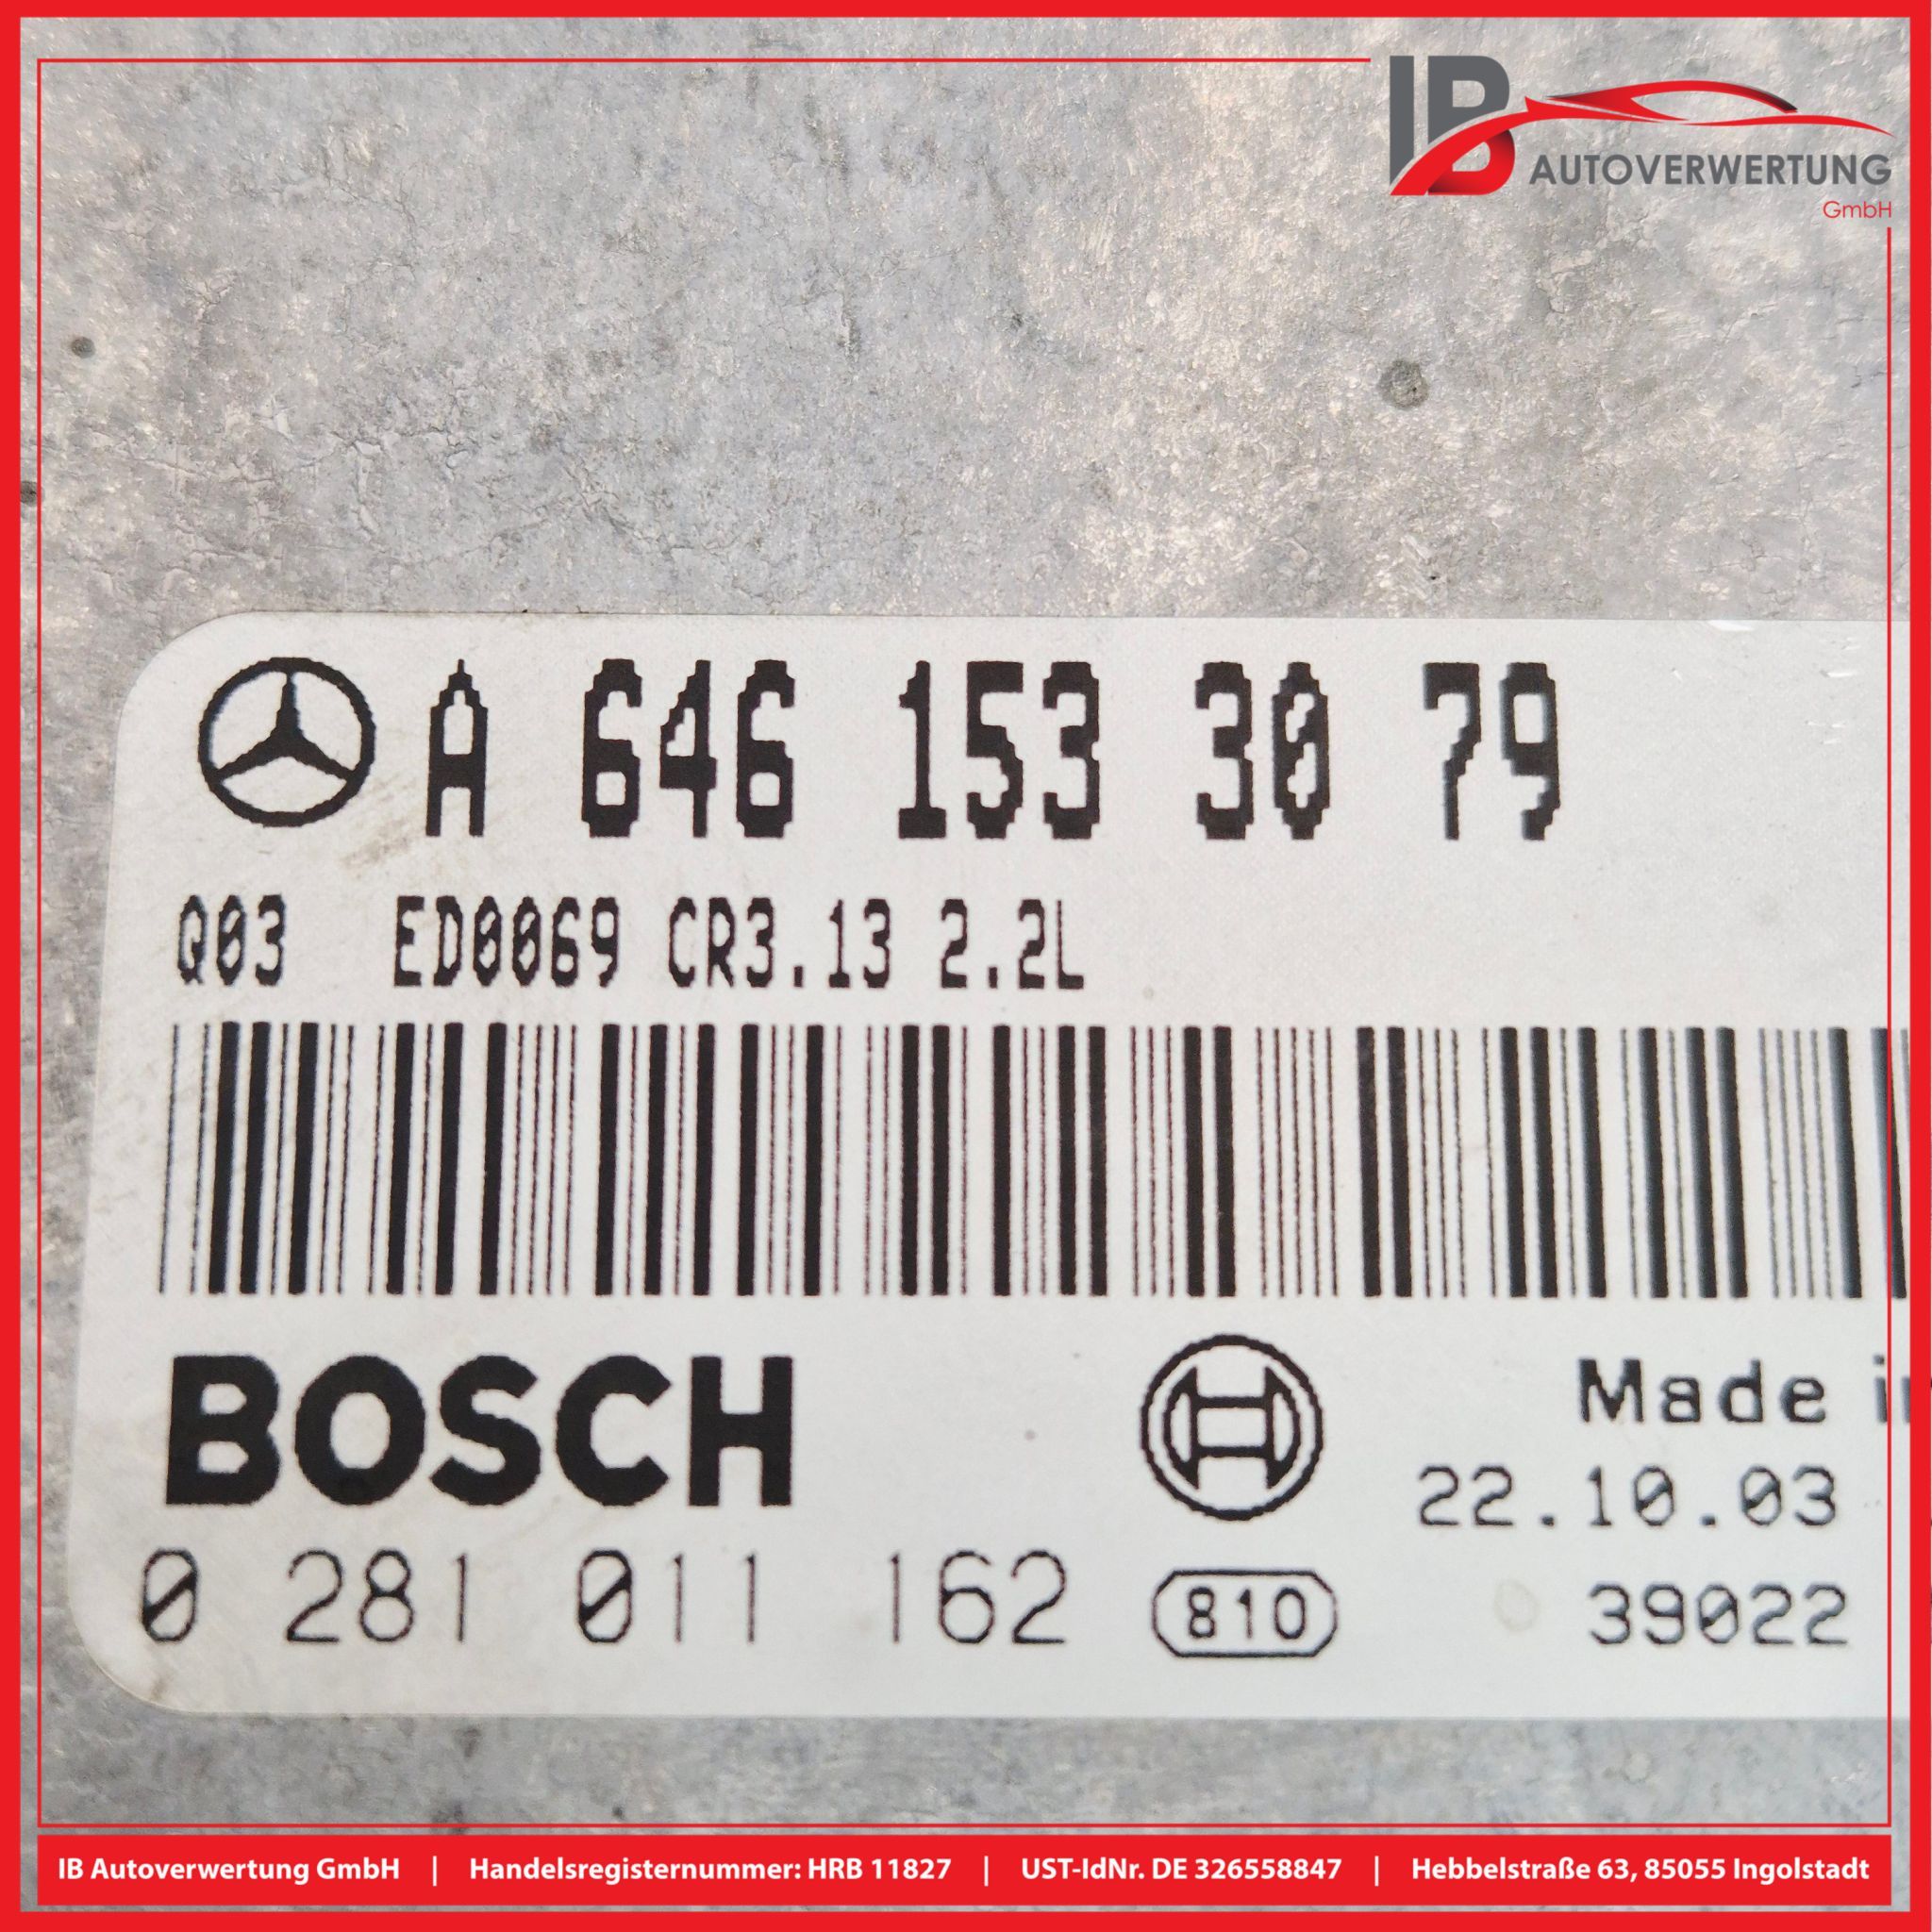 IB
AUTOVERWERTUNG
GmbH
A 646 153 30 79
Q03 ED0069 CR3.13 2.2L
BOSCH
Made
22.10.03
0 281 011 162
810
39022
IB Autoverwertung GmbH | Handelsregisternummer: HRB 11827 | UST-IdNr. DE 326558847 | Hebbelstraße 63, 85055 Ingolstadt